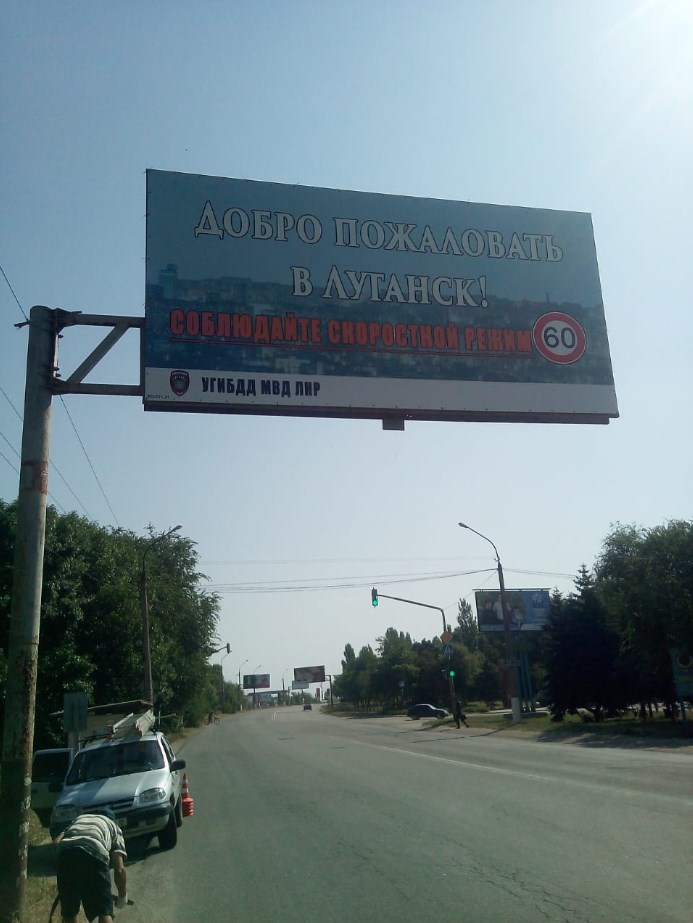 ДОБРО ПОЖАЛОВАТЬ
В ЛУГАНСК!
СОБЛЮДАЙТЕ СКОРОСТНОЙ РЕЖИМ 60
УГИБДД МВД ЛНР